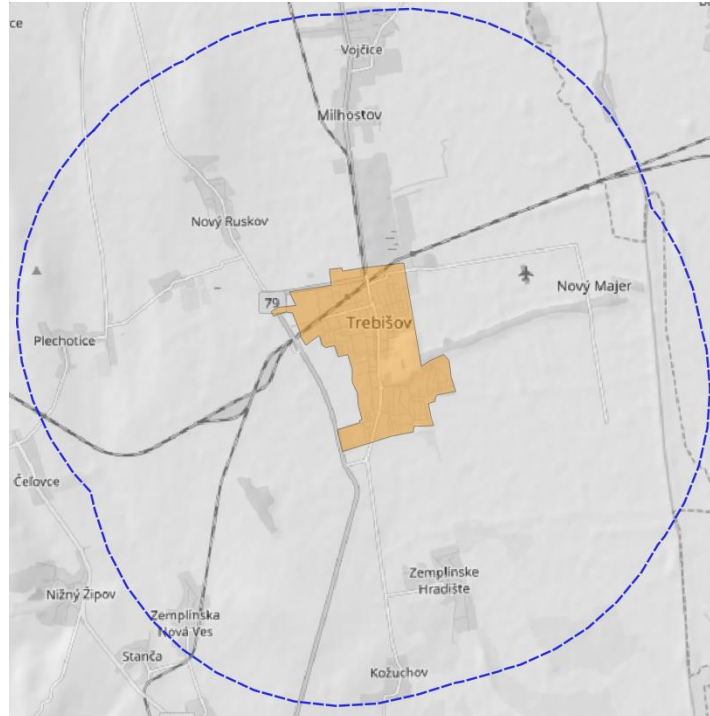 ce
Vojčice
Milhostov
Nový Ruskov
79
Nový Majer
Trebišov
Plechotice
Čeľovce
Zemplínske
Hradište
Nižný Žipov
Zemplínska
Nová Ves
Stanča
Kožuchov